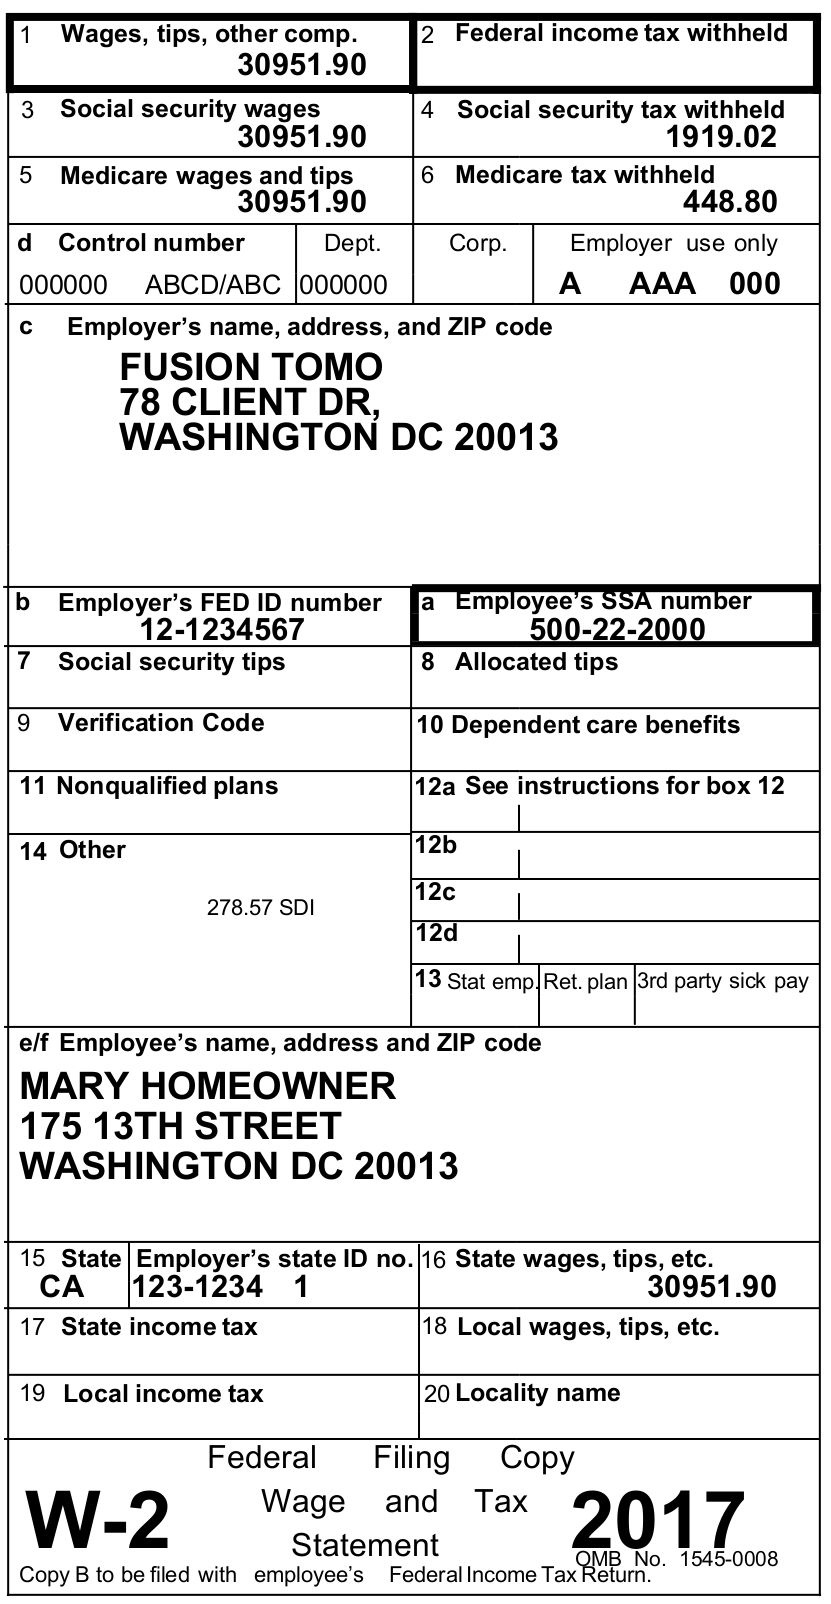 1 Wages, tips, other comp. 2 Federal income tax withheld
30951.90
3 Social security wages 4 Social security tax withheld
30951.90 1919.02
5 Medicare wages and tips 6 Medicare tax withheld
30951.90 448.80
d Control number Dept. Corp. Employer use only
000000 ABCD/ABC 000000 A AAA 000
c Employer's name, address, and ZIP code
FUSION TOMO
78 CLIENT DR,
WASHINGTON DC 20013
b Employer's FED ID number a Employee's SSA number
12-1234567 500-22-2000
7 Social security tips 8 Allocated tips
9 Verification Code 10 Dependent care benefits
11 Nonqualified plans 12a See instructions for box 12
14 Other 12b
12c
278.57 SDI
12d
13 Stat emp. Ret. plan 3rd party sick pay
e/f Employee's name, address and ZIP code
MARY HOMEOWNER
175 13TH STREET
WASHINGTON DC 20013
15 State Employer's state ID no. 16 State wages, tips, etc.
CA 123-1234 1 30951.90
17 State income tax 18 Local wages, tips, etc.
19 Local income tax 20 Locality name
Federal Filing Copy
W-2 Wage and Tax 2017
Statement
OMB No. 1545-0008
Copy B to be filed with employee's Federal Income Tax Return.